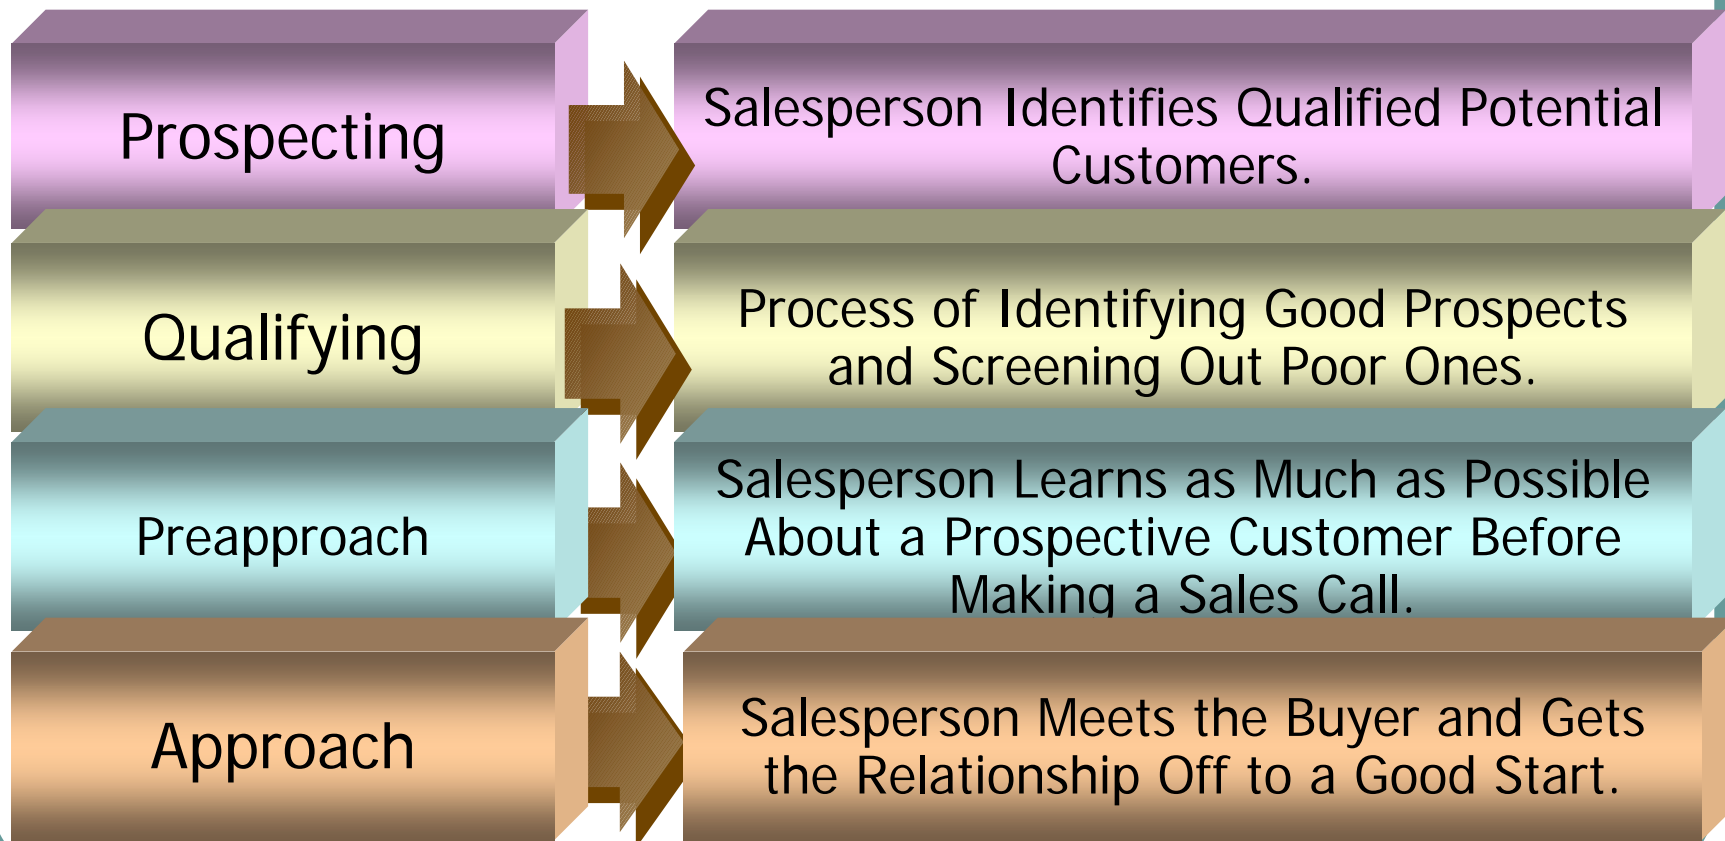 Prospecting
Salesperson Identifies Qualified Potential
Customers.
Qualifying
Process of Identifying Good Prospects
and Screening Out Poor Ones.
Preapproach
Salesperson Learns as Much as Possible
About a Prospective Customer Before
Making a Sales Call.
Approach
Salesperson Meets the Buyer and Gets
the Relationship Off to a Good Start.